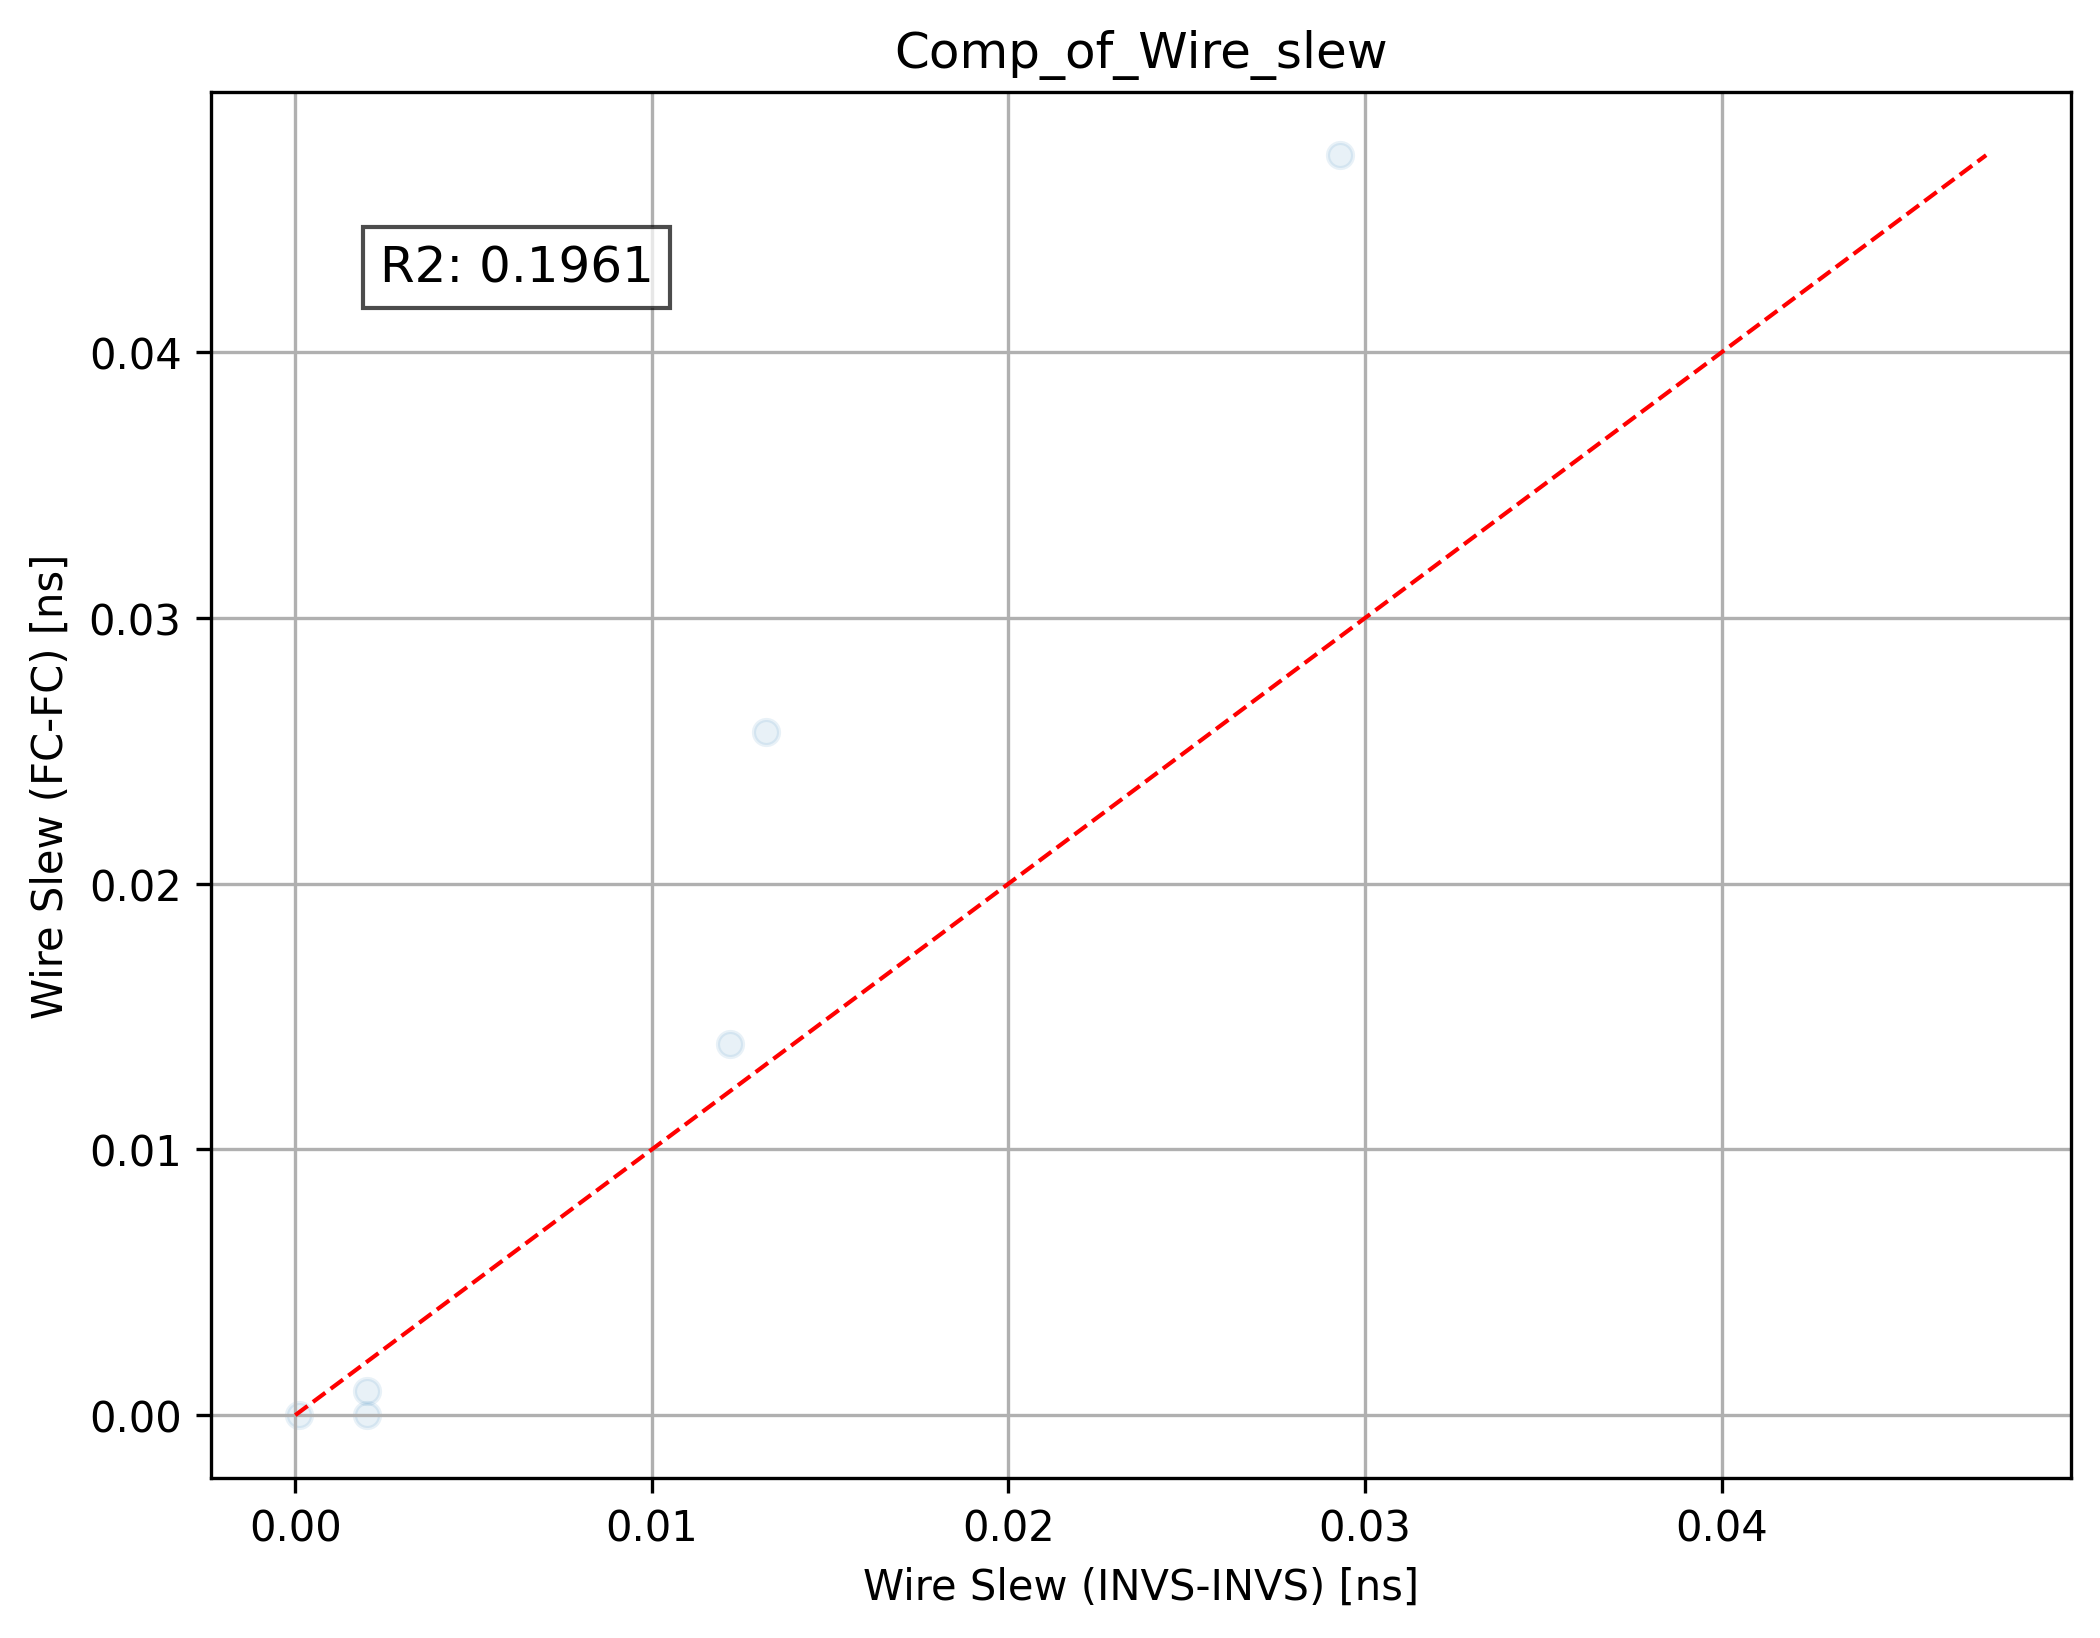 Comp_of_Wire_slew
R2: 0.1961
Wire Slew (FC-FC) [ns]
0.04
0.03
0.02
0.01
0.00
0.00 0.01 0.02 0.03 0.04
Wire Slew (INVS-INVS) [ns]